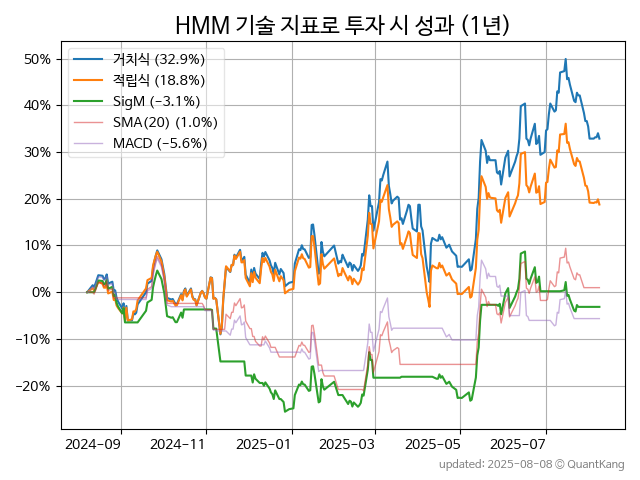 HMM 기술 지표로 투자 시 성과 (1년)
거치식 (32.9%)
적립식 (18.8%)
SigM (−3.1%)
SMA(20) (1.0%)
MACD (−5.6%)
50%
40%
30%
20%
10%
0%
−10%
−20%
2024-09
2024-11
2025-01
2025-03
2025-05
2025-07
updated: 2025-08-08 © QuantKang